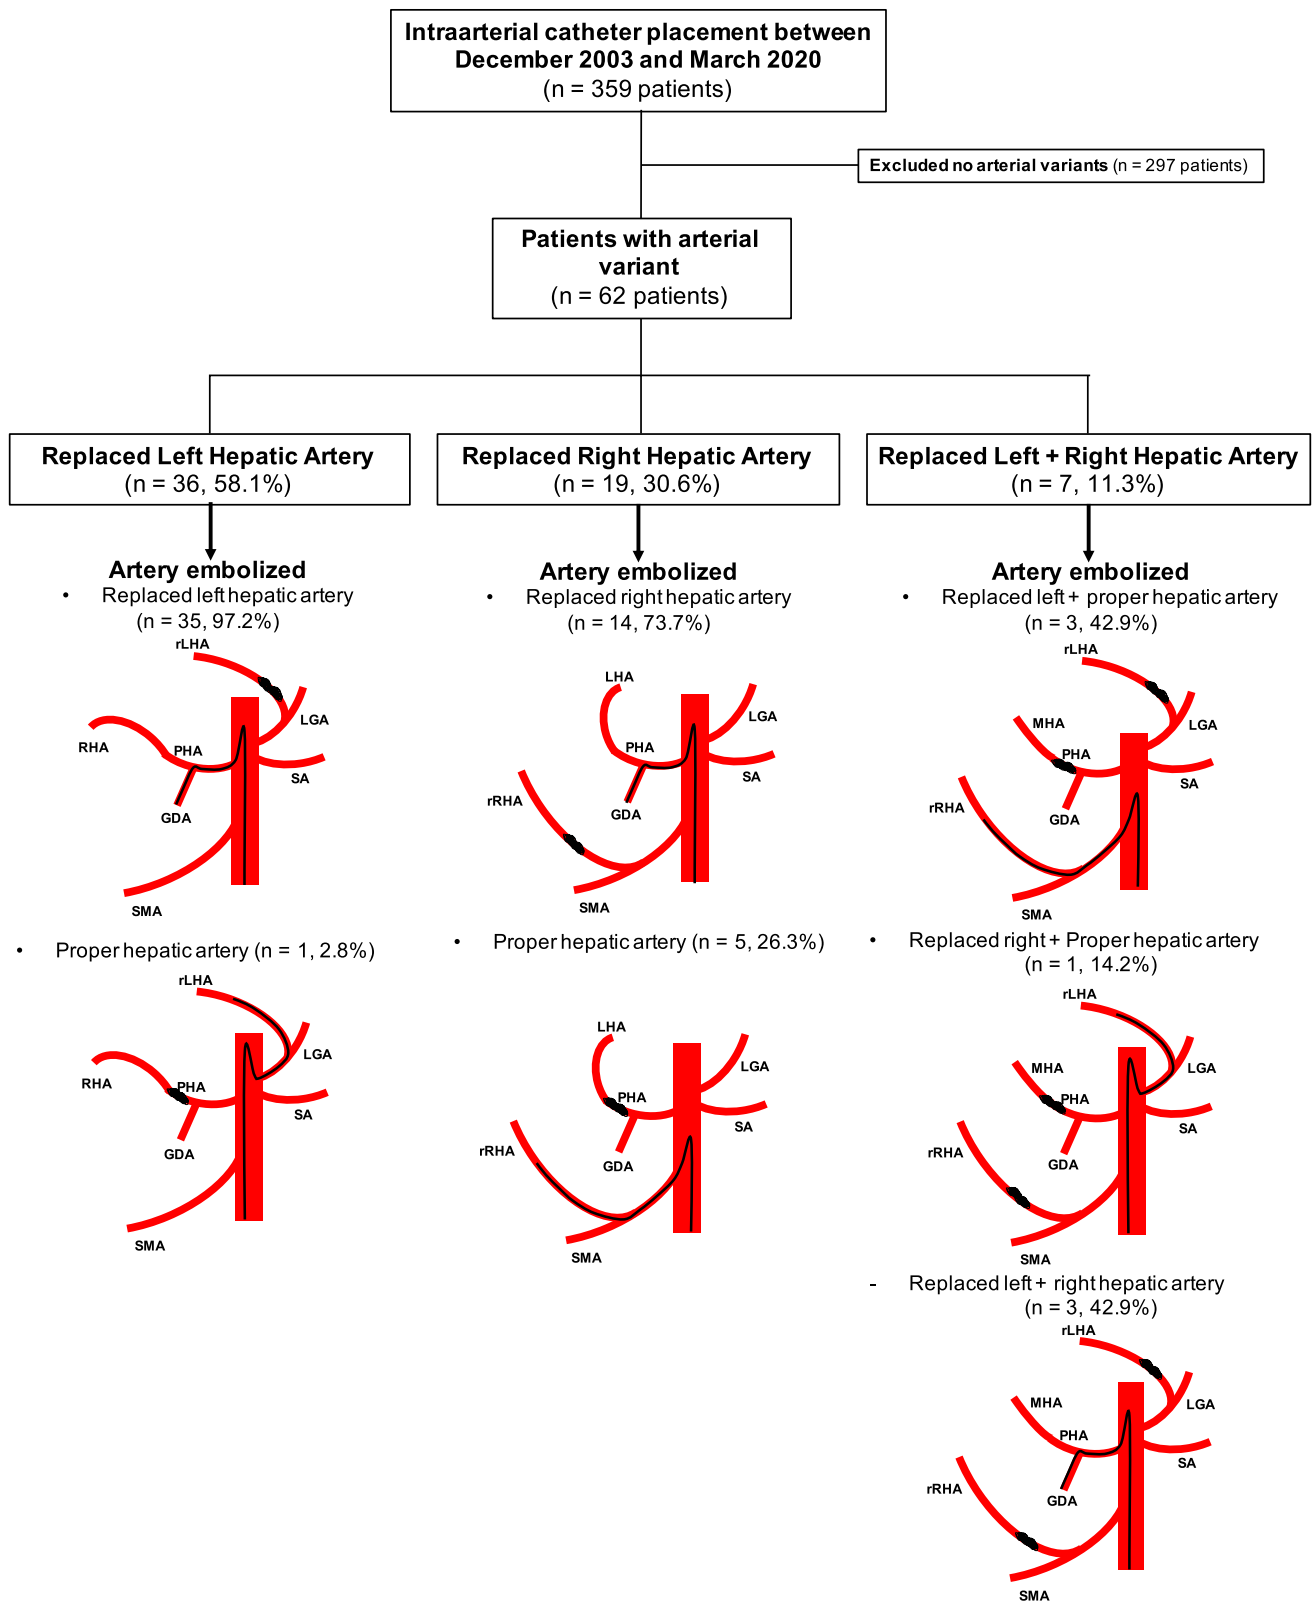 Intraarterial catheter placement between
December 2003 and March 2020
(n = 359 patients)
Excluded no arterial variants (n = 297 patients)
Patients with arterial
variant
(n = 62 patients)
Replaced Left Hepatic Artery
(n = 36, 58.1%)
Artery embolized
• Replaced left hepatic artery
(n = 35, 97.2%)
rLHA
LGA
RHA
PHA
SA
GDA
SMA
• Proper hepatic artery (n = 1, 2.8%)
rLHA
LGA
RHA
PHA
SA
GDA
SMA
Replaced Right Hepatic Artery
(n = 19, 30.6%)
Artery embolized
• Replaced right hepatic artery
(n = 14, 73.7%)
LHA
LGA
PHA
SA
rRHA
GDA
SMA
• Proper hepatic artery (n = 5, 26.3%)
LHA
LGA
PHA
SA
rRHA
GDA
SMA
Replaced Left + Right Hepatic Artery
(n = 7, 11.3%)
Artery embolized
• Replaced left + proper hepatic artery
(n = 3, 42.9%)
rLHA
MHA
LGA
PHA
SA
rRHA
GDA
SMA
• Replaced right + Proper hepatic artery
(n = 1, 14.2%)
rLHA
MHA
LGA
PHA
SA
rRHA
GDA
SMA
- Replaced left + right hepatic artery
(n = 3, 42.9%)
rLHA
MHA
LGA
PHA
SA
rRHA
GDA
SMA